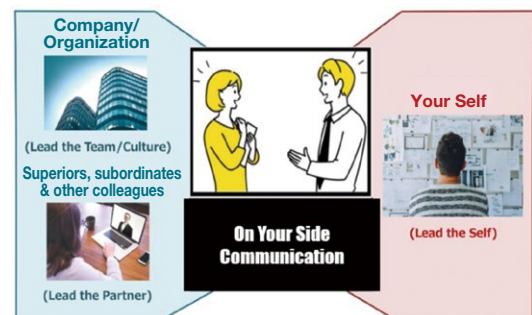 Company/
Organization
(Lead the Team/Culture)
Superiors, subordinates
& other colleagues
(Lead the Partner)
On Your Side
Communication
Your Self
(Lead the Self)